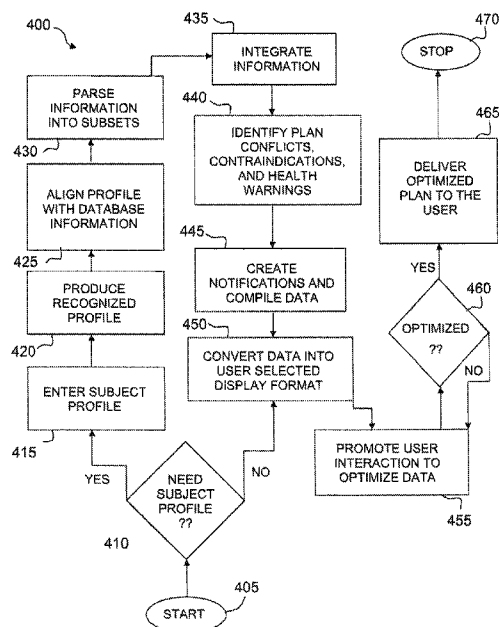 400
435
INTEGRATE
INFORMATION
470
STOP
PARSE
INFORMATION
INTO SUBSETS
430
440
IDENTIFY PLAN
CONFLICTS,
CONTRAINDICATIONS,
AND HEALTH
WARNINGS
465
DELIVER
OPTIMIZED
PLAN TO THE
USER
ALIGN PROFILE
WITH DATABASE
INFORMATION
425
445
CREATE
NOTIFICATIONS AND
COMPILE DATA
YES
460
OPTIMIZED
??
NO
PRODUCE
RECOGNIZED
PROFILE
420
450
CONVERT DATA INTO
USER SELECTED
DISPLAY FORMAT
ENTER SUBJECT
PROFILE
415
PROMOTE USER
INTERACTION TO
OPTIMIZE DATA
455
YES
NEED
SUBJECT
PROFILE
??
NO
410
405
START